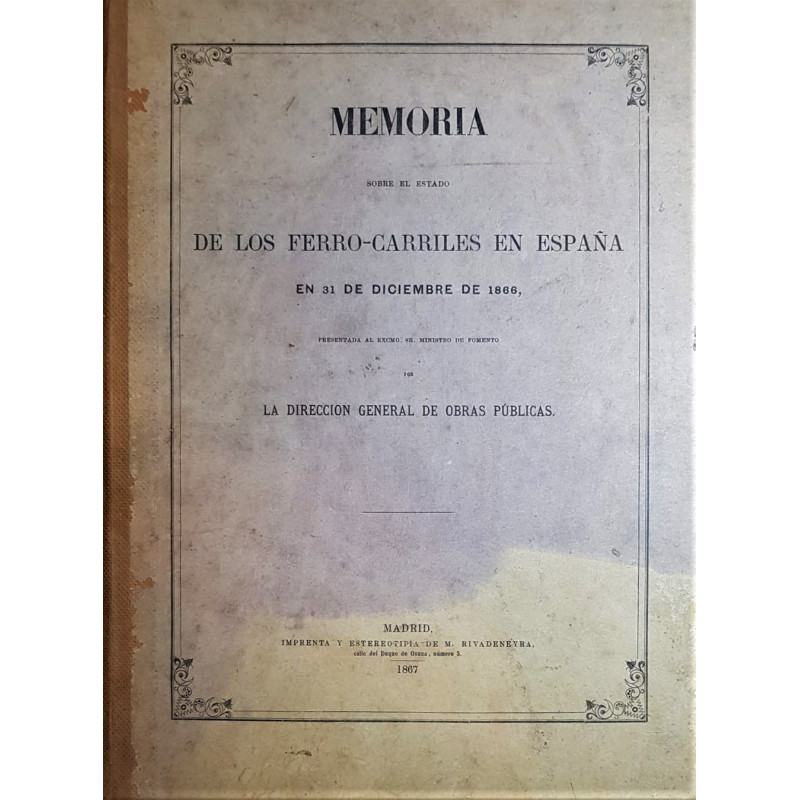 MEMORIA
SOBRE EL ESTADO
DE LOS FERRO-CARRILES EN ESPAÑA
EN 31 DE DICIEMBRE DE 1866,
PRESENTADA AL EXCMO. SR. MINISTRO DE FOMENTO
POR
LA DIRECCION GENERAL DE OBRAS PÚBLICAS.
MADRID,
IMPRENTA Y ESTEREOTIPIA DE M. RIVADENEYRA,
calle del Duque de Osuna, número 3.
1867